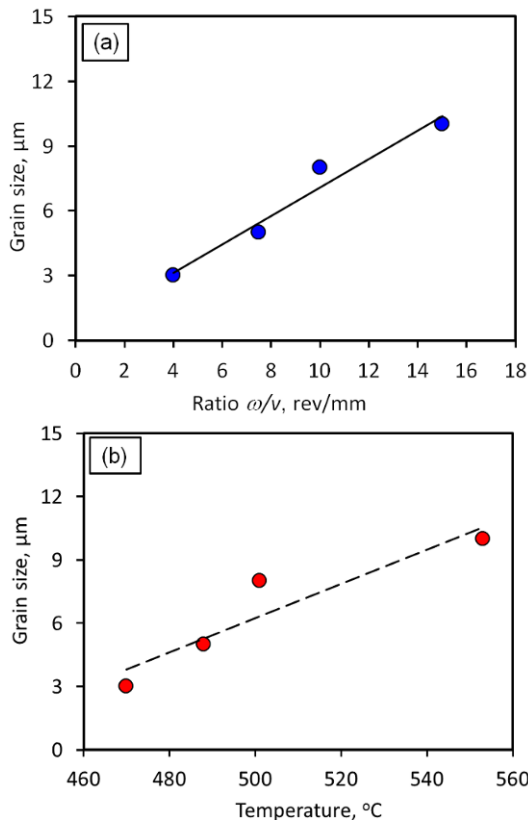 (a)
15
12
9
6
3
0
Grain size, µm
0 2 4 6 8 10 12 14 16 18
Ratio ω/v, rev/mm
(b)
15
12
9
6
3
0
Grain size, µm
460 480 500 520 540 560
Temperature, °C